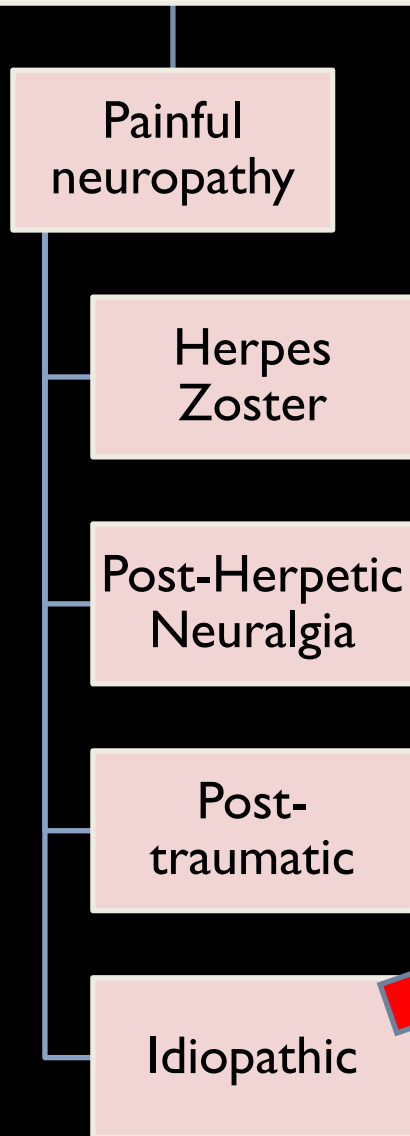 Painful
neuropathy
Herpes
Zoster
Post-Herpetic
Neuralgia
Post-
traumatic
Idiopathic